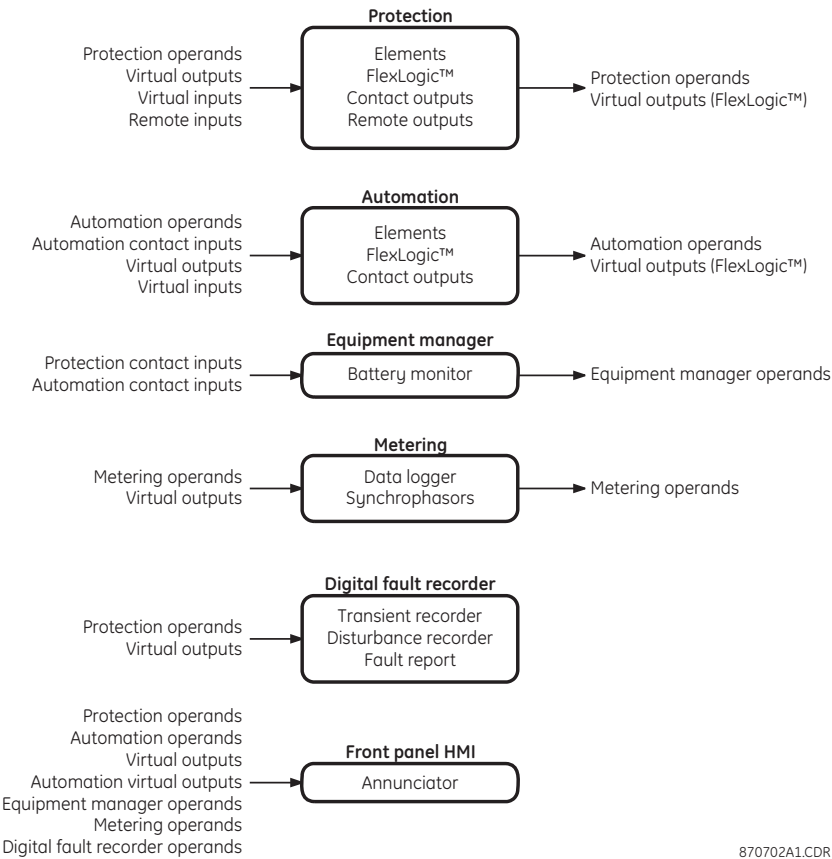 Protection
Protection operands
Virtual outputs
Virtual inputs
Remote inputs
Elements
FlexLogic™
Contact outputs
Remote outputs
Protection operands
Virtual outputs (FlexLogic™)
Automation
Automation operands
Automation contact inputs
Virtual outputs
Virtual inputs
Elements
FlexLogic™
Contact outputs
Automation operands
Virtual outputs (FlexLogic™)
Equipment manager
Protection contact inputs
Automation contact inputs
Battery monitor
Equipment manager operands
Metering
Metering operands
Virtual outputs
Data logger
Synchrophasors
Metering operands
Digital fault recorder
Protection operands
Virtual outputs
Transient recorder
Disturbance recorder
Fault report
Protection operands
Automation operands
Virtual outputs
Automation virtual outputs
Equipment manager operands
Metering operands
Digital fault recorder operands
Front panel HMI
Annunciator
870702A1.CDR